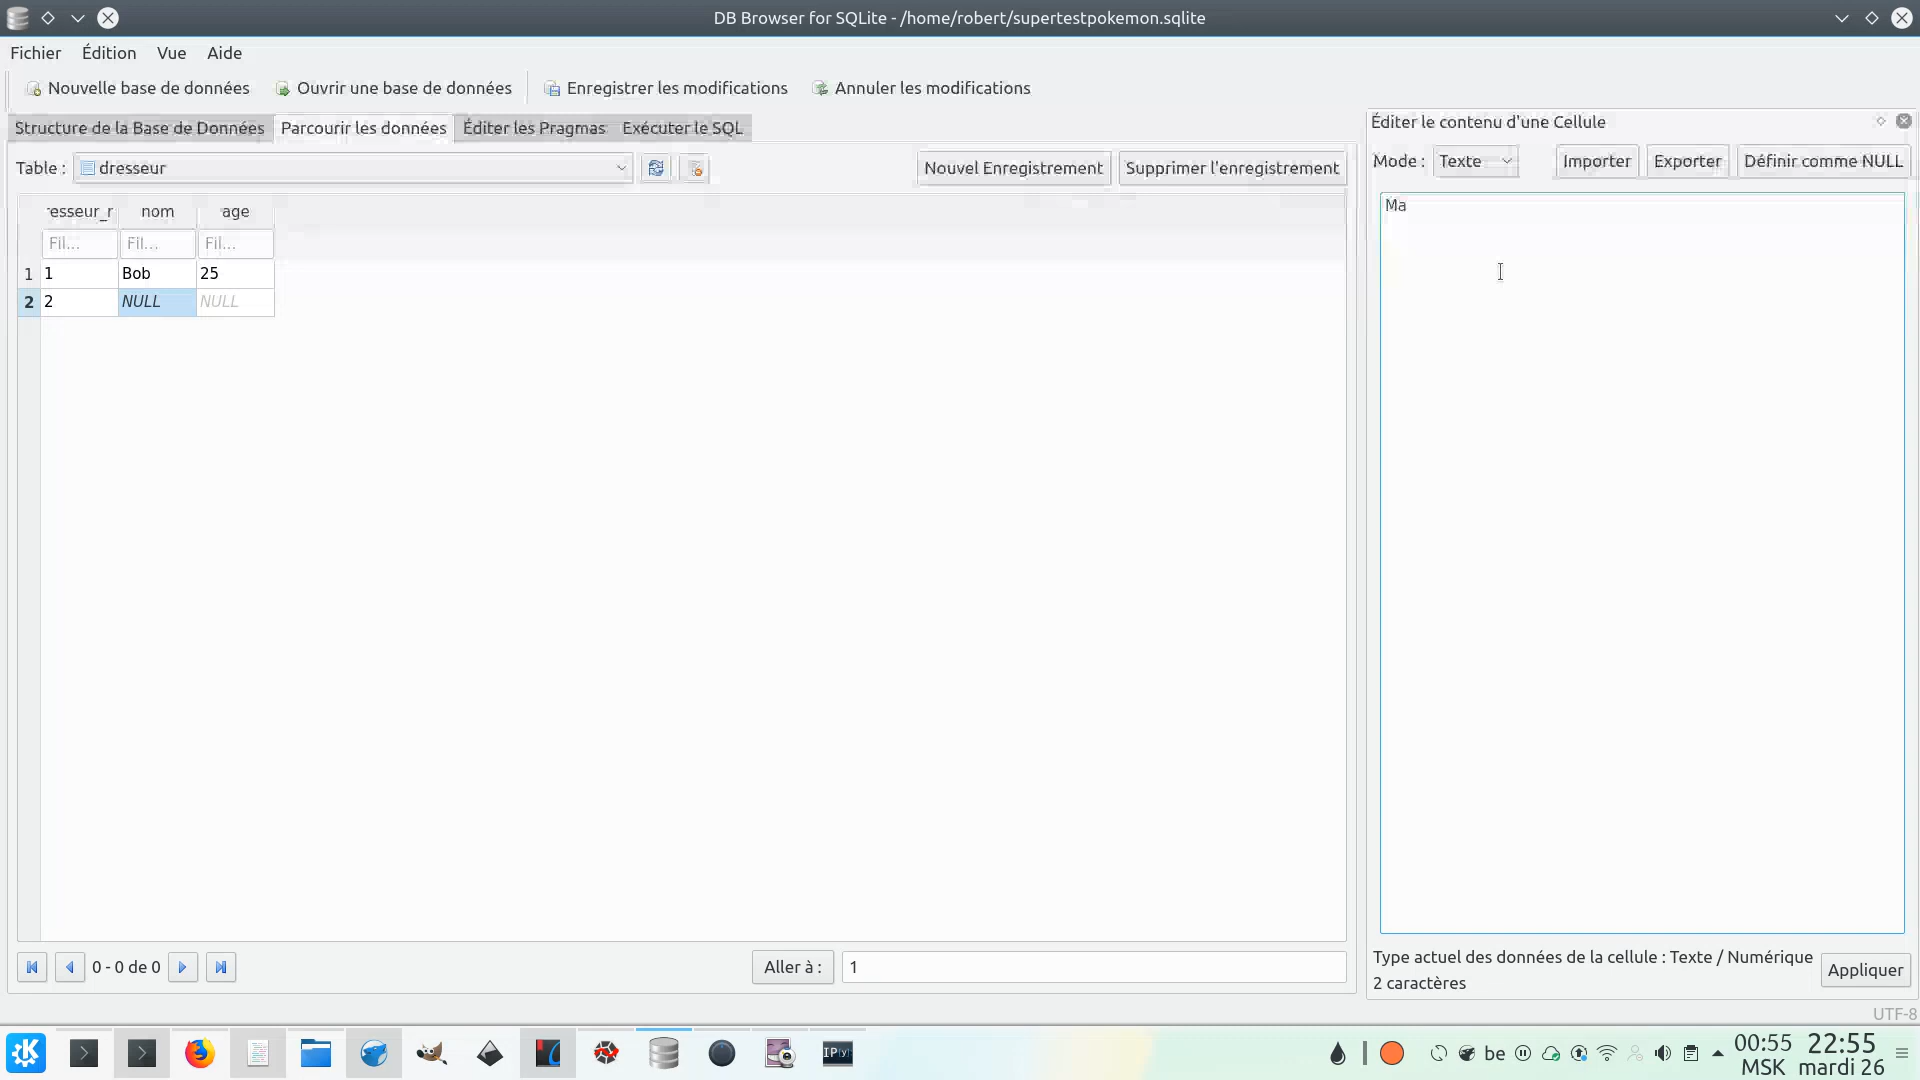 DB Browser for SQLite - /home/robert/supertestpokemon.sqlite
Fichier Édition Vue Aide
Nouvelle base de données Ouvrir une base de données Enregistrer les modifications Annuler les modifications
Structure de la Base de Données Parcourir les données Éditer les Pragmas Exécuter le SQL
Éditer le contenu d'une Cellule
Table : dresseur Nouvel Enregistrement Supprimer l'enregistrement
Mode : Texte Importer Exporter Définir comme NULL
Ma
esseur_r nom age
Fil... Fil... Fil...
1 1 Bob 25
2 2 NULL NULL
0 - 0 de 0 Aller à : 1
Type actuel des données de la cellule : Texte / Numérique
2 caractères
Appliquer
UTF-8
IP[y]
be
00:55 22:55
MSK mardi 26